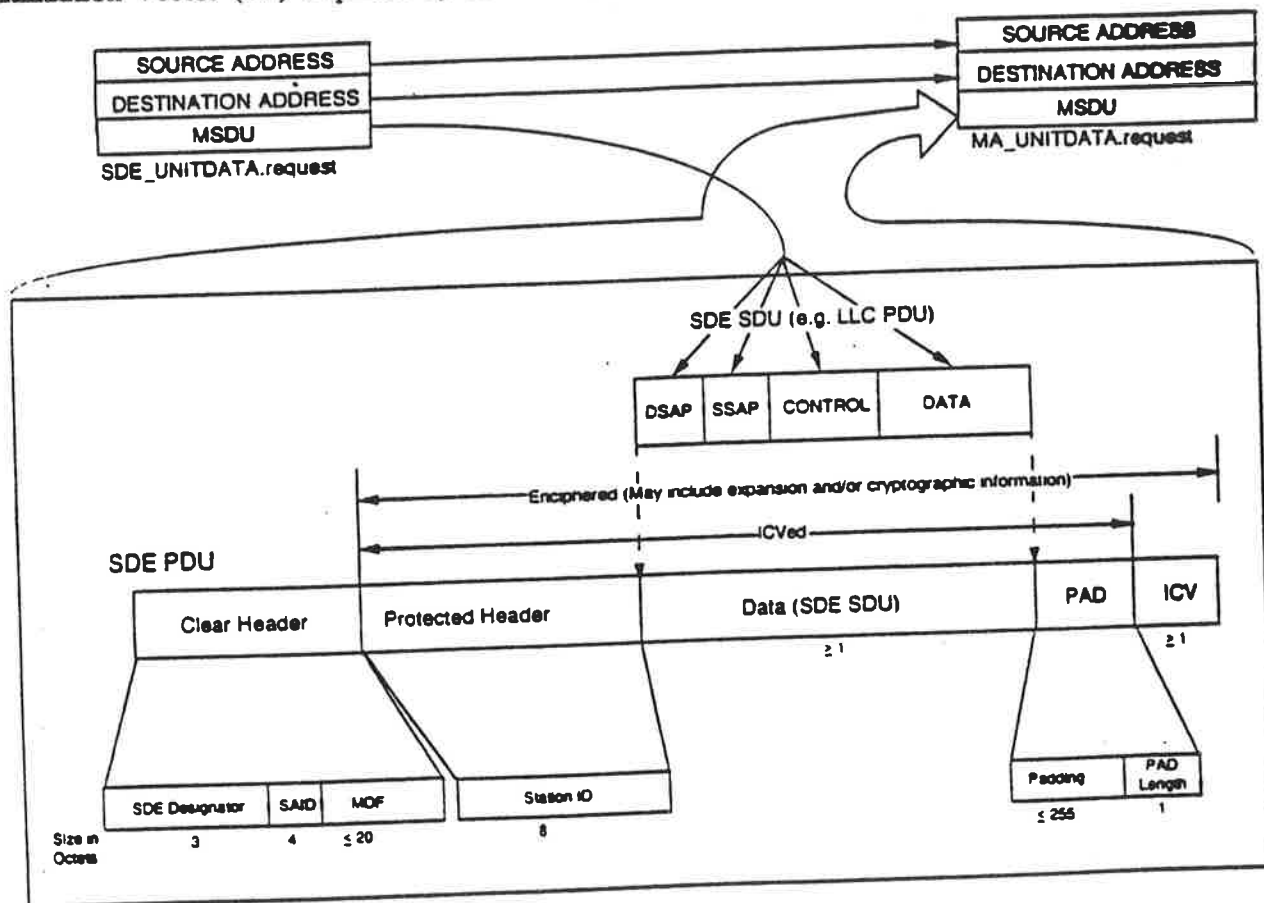 SOURCE ADDRESS
DESTINATION ADDRESS
MSDU
SDE_UNITDATA.request
SOURCE ADDRESS
DESTINATION ADDRESS
MSDU
MA_UNITDATA.request
SDE SDU (e.g. LLC PDU)
DSAP SSAP CONTROL DATA
Enciphered (May include expansion and/or cryptographic information)
ICVed
SDE PDU
Clear Header Protected Header Data (SDE SDU) PAD ICV
≥ 1 ≥ 1
SDE Designator SAID MDF Station ID Padding PAD Length
Size in Octets 3 4 ≤ 20 8 ≤ 255 1